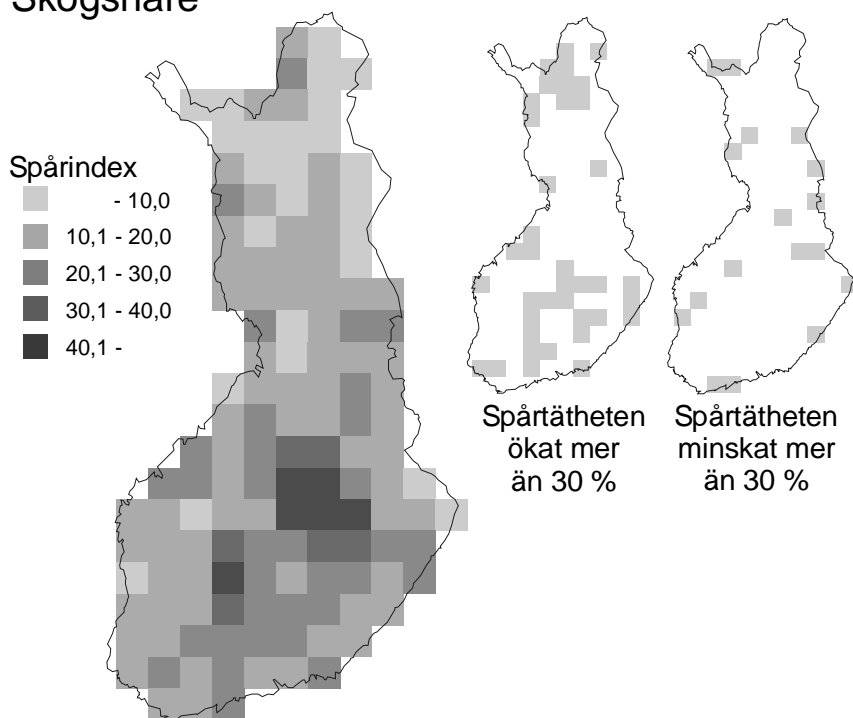 Skogshare
Spårindex
- 10,0
10,1 - 20,0
20,1 - 30,0
30,1 - 40,0
40,1 -
Spårtätheten
ökat mer
än 30 %
Spårtätheten
minskat mer
än 30 %